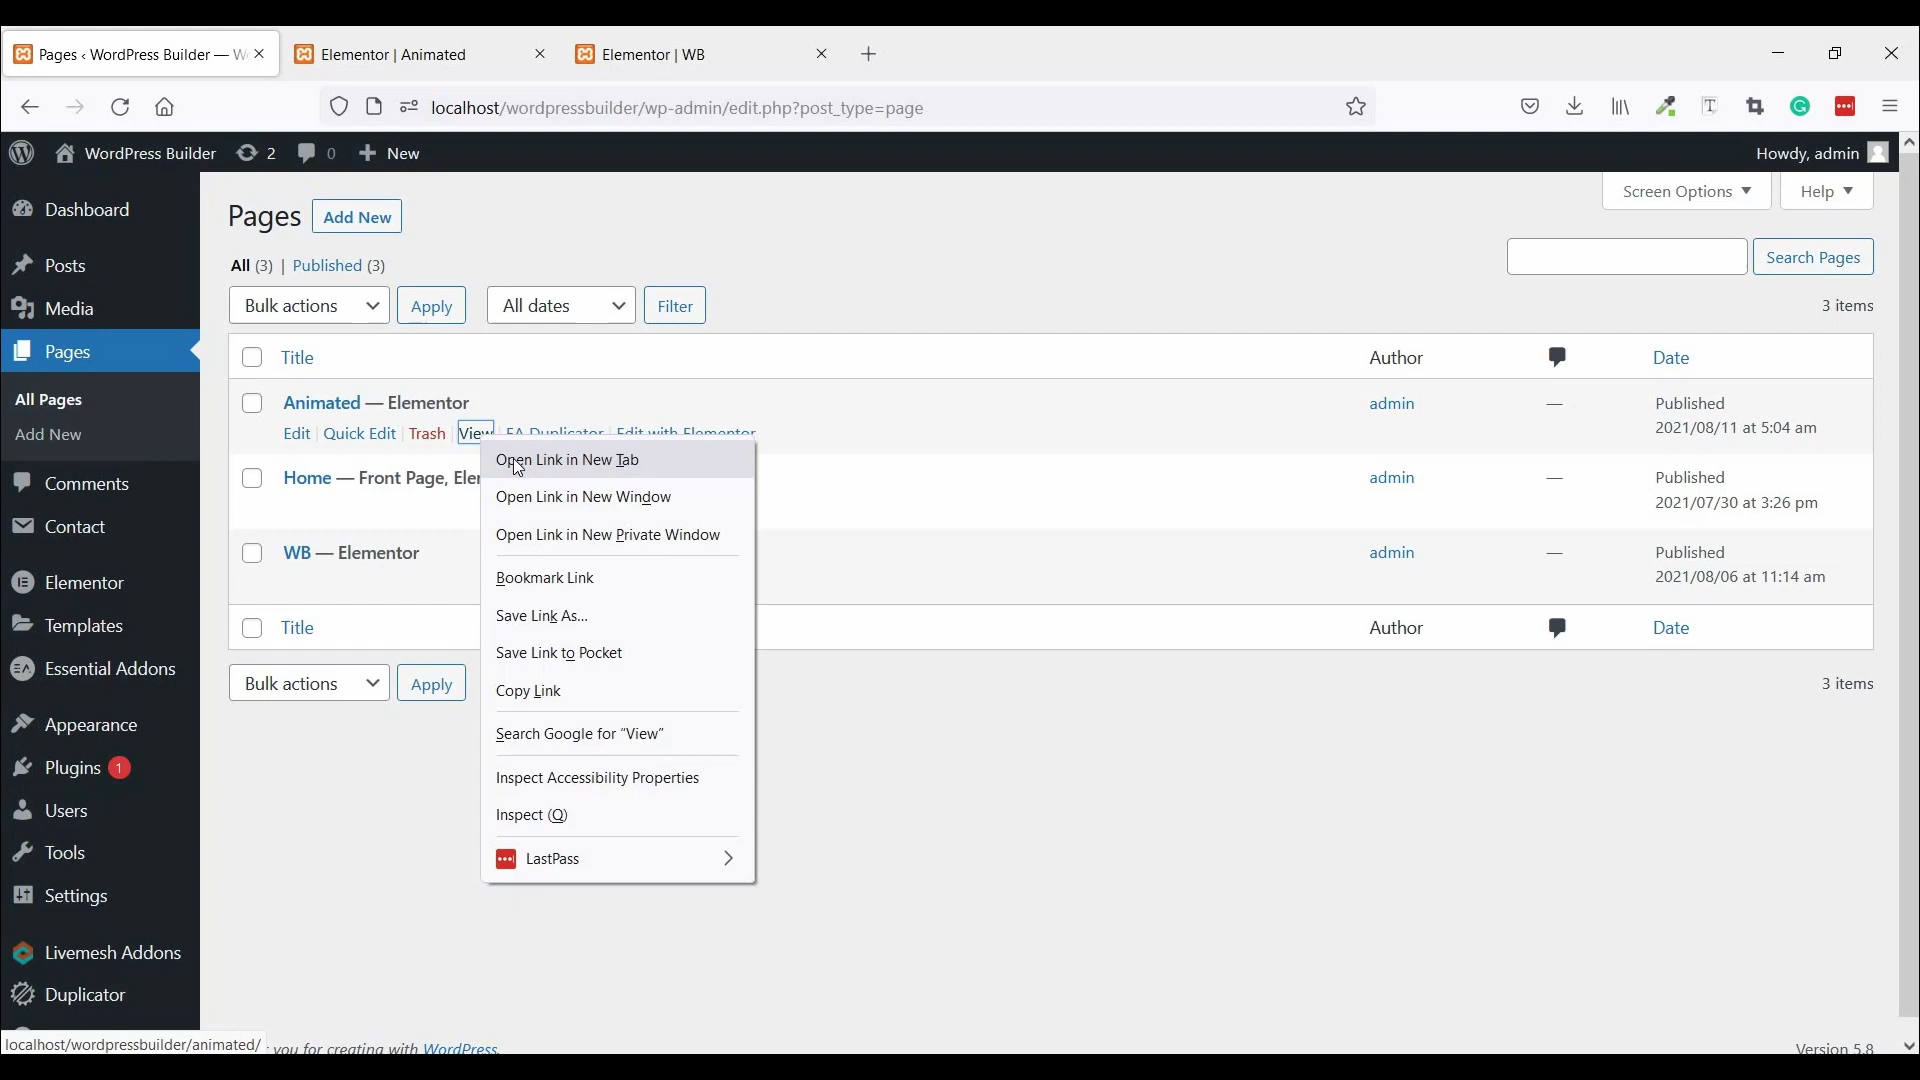 Pages ‹ WordPress Builder — W
Elementor | Animated
Elementor | WB
localhost/wordpressbuilder/wp-admin/edit.php?post_type=page
WordPress Builder 2 0 New
Howdy, admin
Screen Options
Help
Dashboard
Posts
Media
Pages
All Pages
Add New
Comments
Contact
Elementor
Templates
Essential Addons
Appearance
Plugins 1
Users
Tools
Settings
Livemesh Addons
Duplicator
Pages Add New
All (3) | Published (3)
Search Pages
Bulk actions Apply All dates Filter
3 items
Title Author Date
Animated — Elementor admin — Published
2021/08/11 at 5:04 am
Edit | Quick Edit | Trash | View | EA Duplicator | Edit with Elementor
Home — Front Page, Ele admin — Published
2021/07/30 at 3:26 pm
WB — Elementor admin — Published
2021/08/06 at 11:14 am
Title Author Date
Bulk actions Apply
3 items
Open Link in New Tab
Open Link in New Window
Open Link in New Private Window
Bookmark Link
Save Link As...
Save Link to Pocket
Copy Link
Search Google for “View”
Inspect Accessibility Properties
Inspect (Q)
LastPass
localhost/wordpressbuilder/animated/
you for creating with WordPress.
Version 5.8